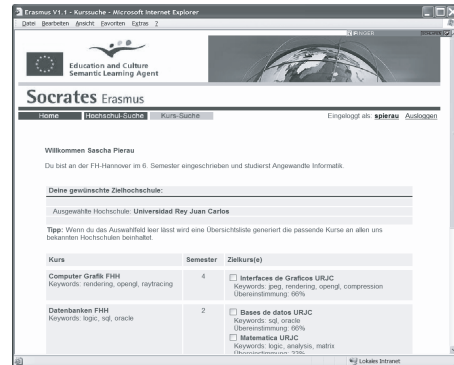 Erasmus V1.1 - Kurssuche - Microsoft Internet Explorer
Datei Bearbeiten Ansicht Favoriten Extras ?
Education and Culture
Semantic Learning Agent
Socrates Erasmus
Home Hochschul-Suche Kurs-Suche Eingeloggt als: spierau Ausloggen
Willkommen Sascha Pierau
Du bist an der FH-Hannover im 6. Semester eingeschrieben und studierst Angewandte Informatik.
Deine gewünschte Zielhochschule:
Ausgewählte Hochschule: Universidad Rey Juan Carlos
Tipp: Wenn du das Auswahlfeld leer lässt wird eine Übersichtsliste generiert die passende Kurse an allen uns
bekannten Hochschulen beinhaltet.
Kurs Semester Zielkurs(e)
Computer Grafik FHH 4 Interfaces de Graficos URJC
Keywords: rendering, opengl, raytracing Keywords: jpeg, rendering, opengl, compression
Übereinstimmung: 66%
Datenbanken FHH 2 Bases de datos URJC
Keywords: logic, sql, oracle Keywords: sql, oracle
Übereinstimmung: 66%
Matematica URJC
Keywords: logic, analysis, matrix
Übereinstimmung: 33%
Lokales Intranet